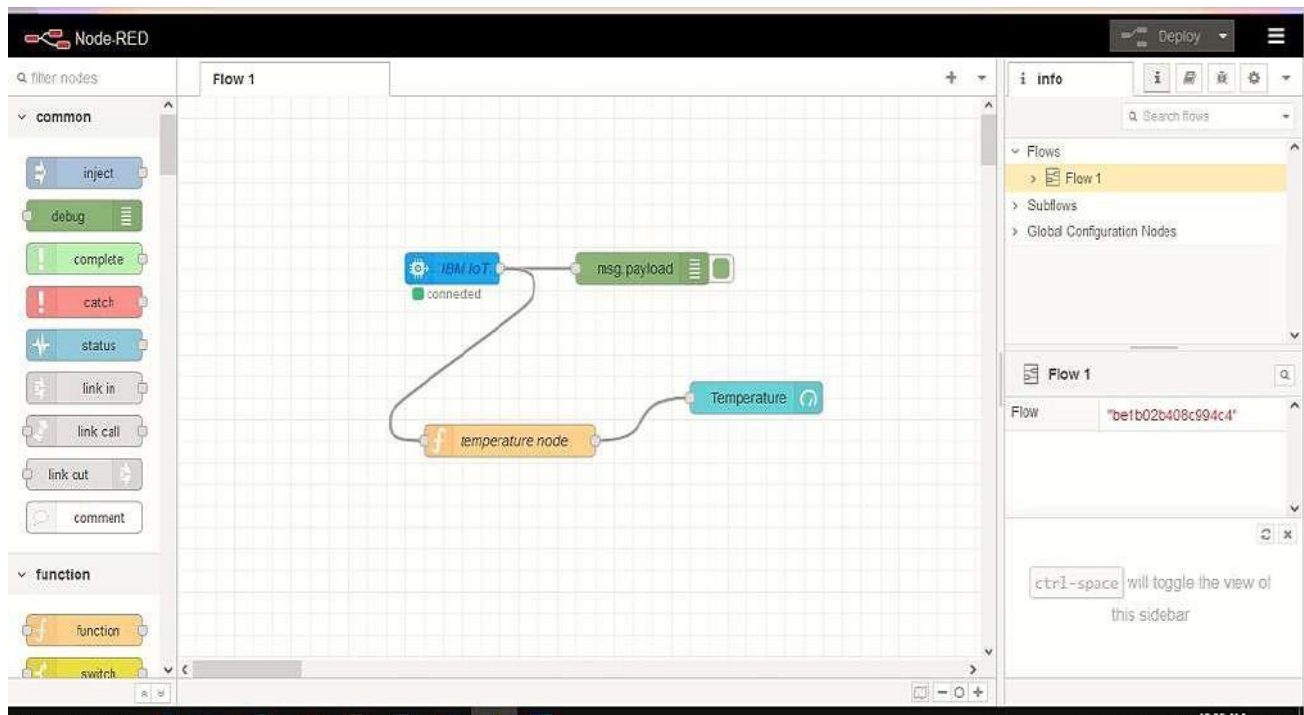 Node-RED
Deploy
filter nodes
Flow 1
i info
common
Search flows
Flows
Flow 1
Subflows
Global Configuration Nodes
inject
debug
complete
catch
status
link in
link call
link out
comment
function
function
switch
IBM IoT
connected
msg.payload
Temperature
temperature node
Flow 1
Flow
ctrl-space will toggle the view of
this sidebar